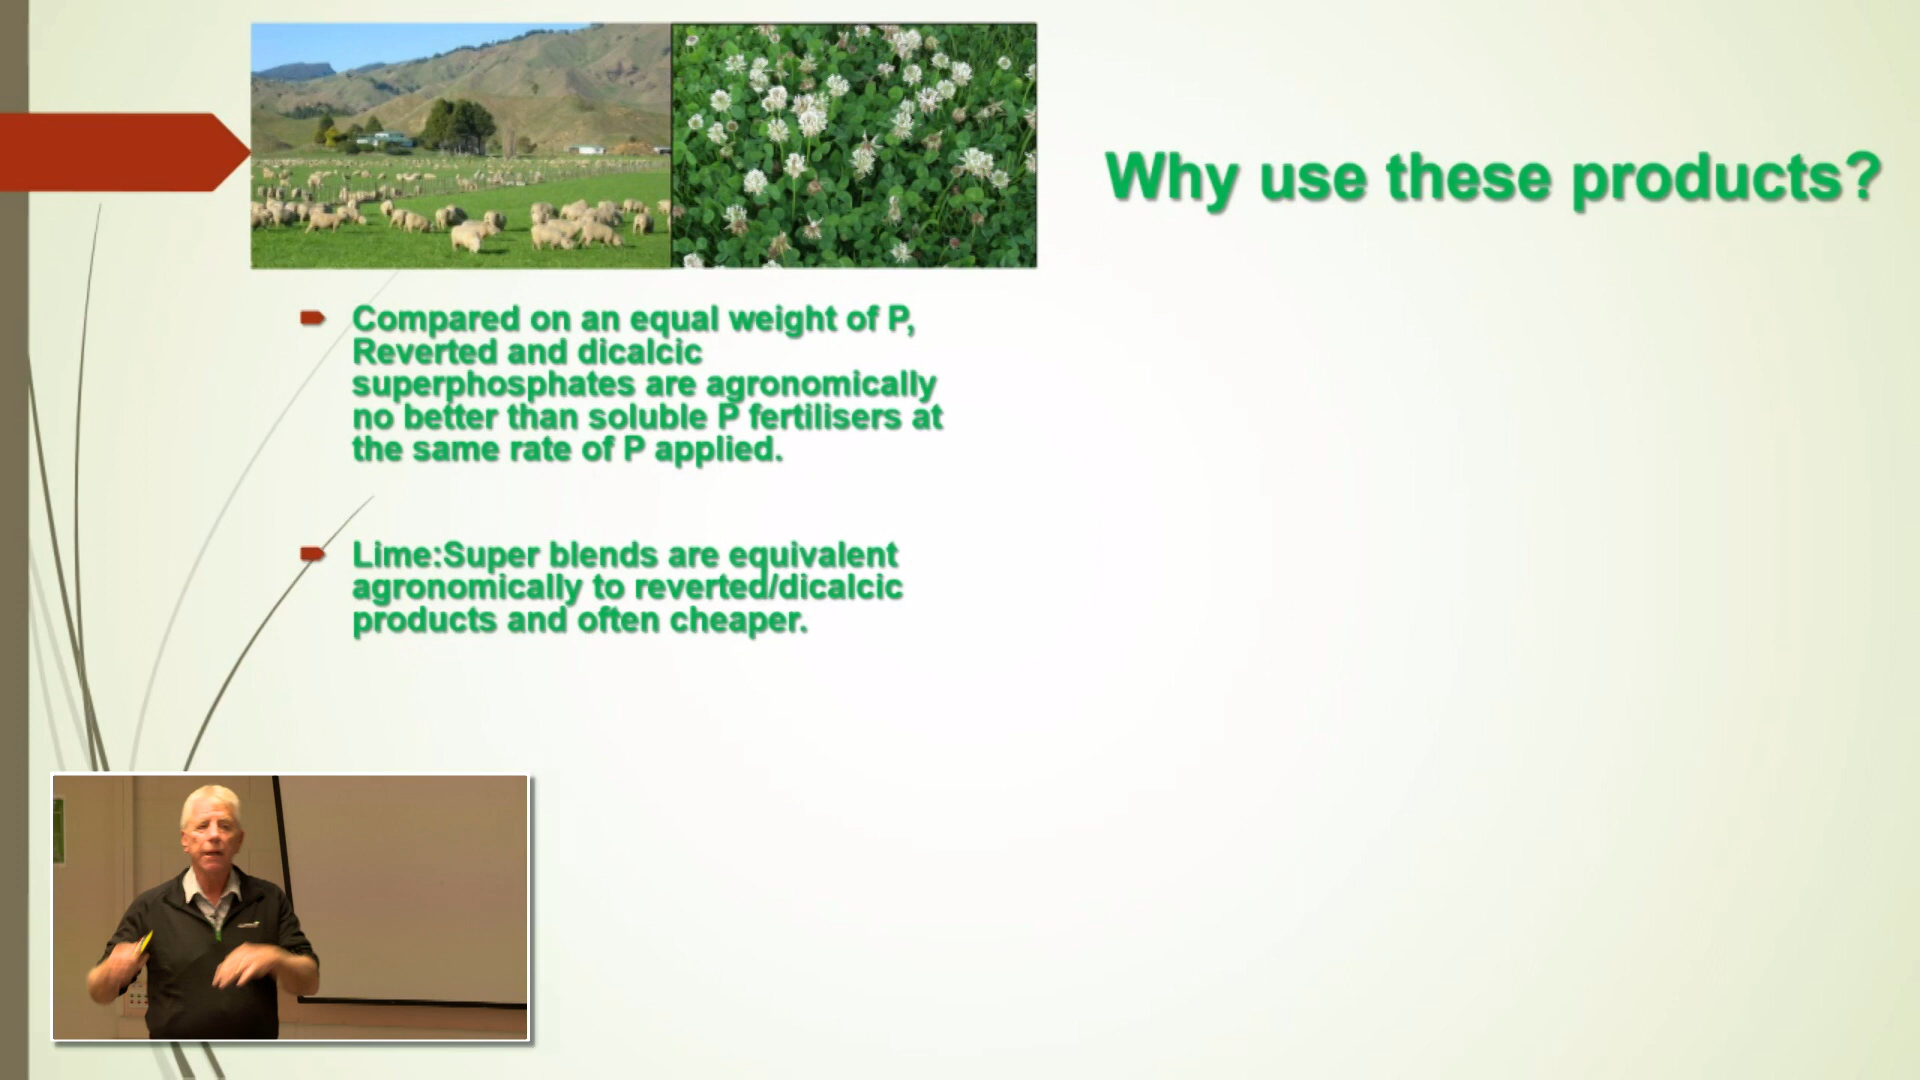 Why use these products?
Compared on an equal weight of P,
Reverted and dicalcic
superphosphates are agronomically
no better than soluble P fertilisers at
the same rate of P applied.
Lime:Super blends are equivalent
agronomically to reverted/dicalcic
products and often cheaper.